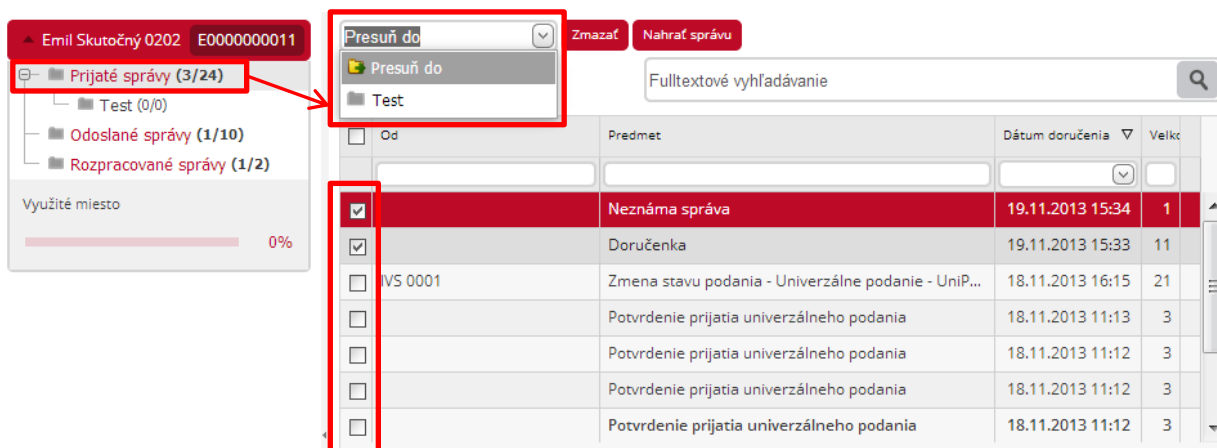 Emil Skutočný 0202 E0000000011
Prijaté správy (3/24)
Test (0/0)
Odoslané správy (1/10)
Rozpracované správy (1/2)
Využité miesto
0%
Presuň do
Zmazať
Nahrať správu
Presuň do
Test
Fulltextové vyhľadávanie
Od Predmet Dátum doručenia
Neznáma správa 19.11.2013 15:34 1
Doručenka 19.11.2013 15:33 11
IVS 0001 Zmena stavu podania - Univerzálne podanie - UniP... 18.11.2013 16:15 21
Potvrdenie prijatia univerzálneho podania 18.11.2013 11:13 3
Potvrdenie prijatia univerzálneho podania 18.11.2013 11:12 3
Potvrdenie prijatia univerzálneho podania 18.11.2013 11:12 3
Potvrdenie prijatia univerzálneho podania 18.11.2013 11:12 3